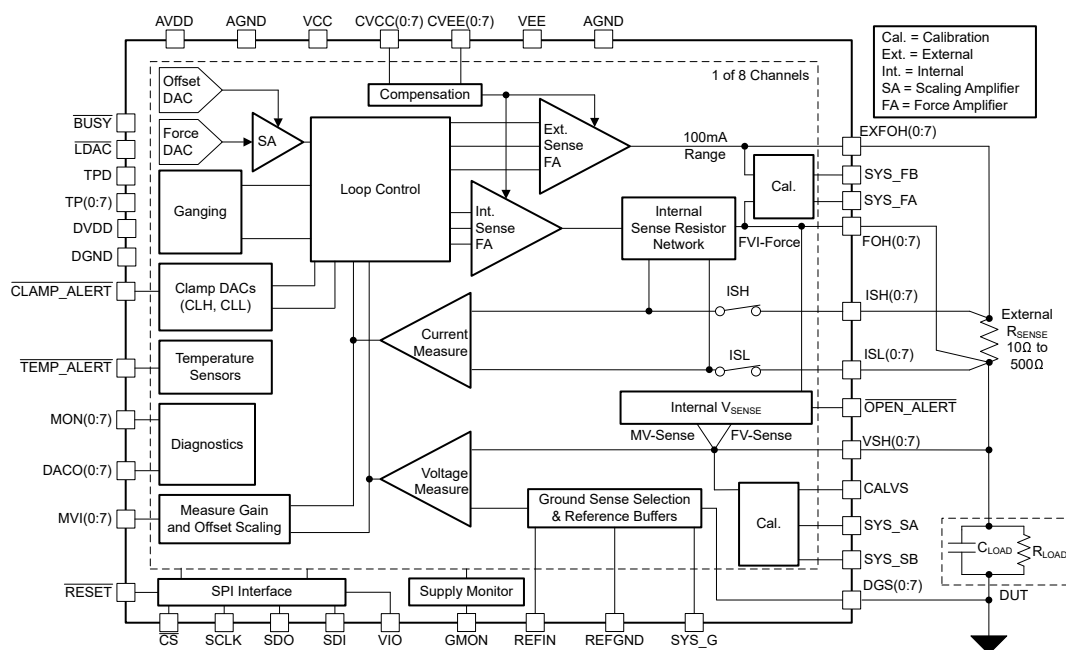 AVDD
AGND
VCC
CVCC(0:7)
CVEE(0:7)
VEE
AGND
Cal. = Calibration
Ext. = External
Int. = Internal
SA = Scaling Amplifier
FA = Force Amplifier
1 of 8 Channels
Offset
DAC
Compensation
BUSY
LDAC
TPD
TP(0:7)
DVDD
DGND
CLAMP_ALERT
TEMP_ALERT
MON(0:7)
DACO(0:7)
MVI(0:7)
RESET
Force
DAC
SA
Loop Control
Ext.
Sense
FA
100mA
Range
Cal.
EXFOH(0:7)
SYS_FB
SYS_FA
FOH(0:7)
Ganging
Int.
Sense
FA
Internal
Sense Resistor
Network
FVI-Force
Clamp DACs
(CLH, CLL)
ISH
ISH(0:7)
Current
Measure
ISL
ISL(0:7)
External
RSENSE
10Ω to
500Ω
Temperature
Sensors
Internal VSENSE
OPEN_ALERT
MV-Sense
FV-Sense
VSH(0:7)
Diagnostics
Voltage
Measure
Ground Sense Selection
& Reference Buffers
Cal.
CALVS
SYS_SA
SYS_SB
DGS(0:7)
Measure Gain
and Offset Scaling
CLOAD
RLOAD
DUT
SPI Interface
Supply Monitor
CS
SCLK
SDO
SDI
VIO
GMON
REFIN
REFGND
SYS_G